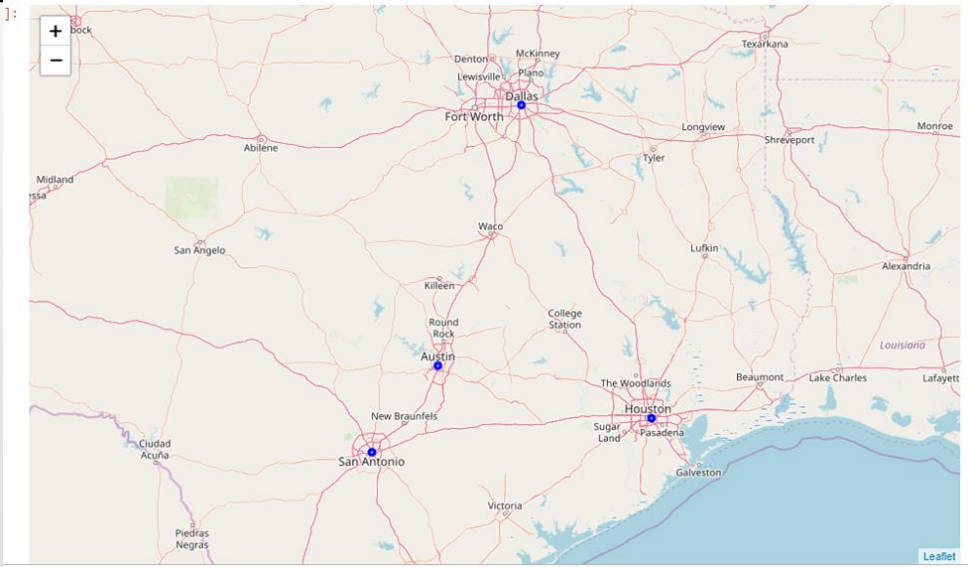 ]:
+
−
bock
Texarkana
Denton
McKinney
Lewisville
Plano
Dallas
Fort Worth
Longview
Monroe
Shreveport
Abilene
Tyler
Midland
essa
Waco
San Angelo
Lufkin
Alexandria
Killeen
College
Station
Round
Rock
Louisiana
Austin
Beaumont
Lake Charles
Lafayett
The Woodlands
Houston
New Braunfels
Sugar
Land
Pasadena
Ciudad
Acuña
San Antonio
Galveston
Victoria
Piedras
Negras
Leaflet